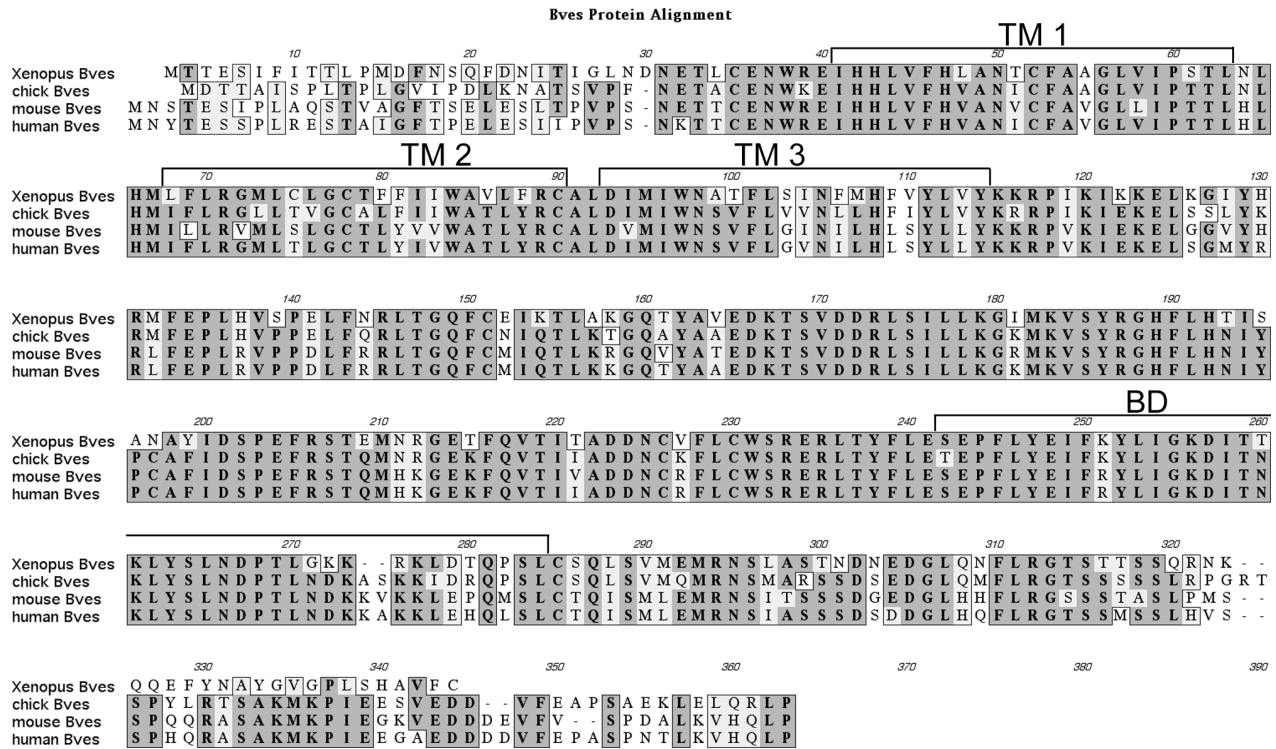 Bves Protein Alignment
TM 1
10 20 30 40 50 60
Xenopus Bves MTTESIFITTLPMDFNSQFDNITIGLNDNETLCENWREIHHLVFHLANTCFAAGLVIPSTLNL
chick Bves MDTTAISPLTPLGVIPDLKNATSVPF-NETACENWKEIHHLVFHVANICFAAGLVIPTTLNL
mouse Bves MNSTESIPLAQSTVAGFTSELESLTPVPS-NETTCENWREIHHLVFHVANVCFAVGLLIPTTLHL
human Bves MNYTESSPLRESTAIGFTPELESIIPVPS-NKTTCENWREIHHLVFHVANICFAVGLVIPTTLHL
TM 2 TM 3
70 80 90 100 110 120 130
Xenopus Bves HMLFLRGMLCLGCTFFIIWAVLFRCALDIMIWNATFLSINFMHFVYLVYKKRPIKIKKELKGIYH
chick Bves HMIFLRGLLTVGCALFIIWATLYRCALDIMIWNSVFLVVNLLHFIYLVYKRRPIKIEKELSSLYK
mouse Bves HMILLRVMLSLGCTLYVVWATLYRCALDVMIWNSVFLGINILHLSYLLYKKRPVKIEKELGGVYH
human Bves HMIFLRGMLTLGCTLYIVWATLYRCALDIMIWNSVFLGVNILHLSYLLYKKRPVKIEKELSGMYR
140 150 160 170 180 190
Xenopus Bves RMFEPLHVSPELFNRLTGQFCEIKTLAKGQTYAVEDKTSVDDRLSILLKGIMKVSYRGHFLHTIS
chick Bves RMFEPLHVPPELFQRLTGQFCNIQTLKTGQAYAAEDKTSVDDRLSILLKGKMKVSYRGHFLHNIY
mouse Bves RLFEPLRVPPDLFRRLTGQFCMIQTLKRGQVYATEDKTSVDDRLSILLKGRMKVSYRGHFLHNIY
human Bves RLFEPLRVPPDLFRRLTGQFCMIQTLKKGQTYAAEDKTSVDDRLSILLKGKMKVSYRGHFLHNIY
BD
200 210 220 230 240 250 260
Xenopus Bves ANAYIDSPEFRSTEMNRGETFQVTITADDNCVFLCWSRERLTYFLESEPFLYEIFKYLIGKDITT
chick Bves PCAFIDSPEFRSTQMNRGEKFQVTIIADDNCKFLCWSRERLTYFLETEPFLYEIFKYLIGKDITN
mouse Bves PCAFIDSPEFRSTQMHKGEKFQVTIVADDNCRFLCWSRERLTYFLESEPFLYEIFRYLIGKDITN
human Bves PCAFIDSPEFRSTQMHKGEKFQVTIIADDNCRFLCWSRERLTYFLESEPFLYEIFRYLIGKDITN
270 280 290 300 310 320
Xenopus Bves KLYSLNDPTLGKK--RKLDTQPSLCSQLSVMEMRNSLASTNDNEDGLQNFLRGTSTTSSQRNK--
chick Bves KLYSLNDPTLNDKASKKIDRQPSLCSQLSVMQMRNSMARSSDSEDGLQMFLRGTSSSSSLRPGRT
mouse Bves KLYSLNDPTLNDKKVKKLEPQMSLCTQISMLEMRNSITSSSDGEDGLHHFLRGSSSTASLPMS--
human Bves KLYSLNDPTLNDKKAKKLEHQLSLCTQISMLEMRNSIASSSDSDDGLHQFLRGTSSMSSLHVS--
330 340 350 360 370 380 390
Xenopus Bves QQEFYNAYGVGPLSHAVFC
chick Bves SPYLRTSAKMKPIEESVEDD--VFEAPSAEKLELQRLP
mouse Bves SPQQRASAKMKPIEEGKVEDDDEVFV--SPDALKVHQLP
human Bves SPHQRASAKMKPIEEGAEDDDDVFEPASPNTLKVHQLP